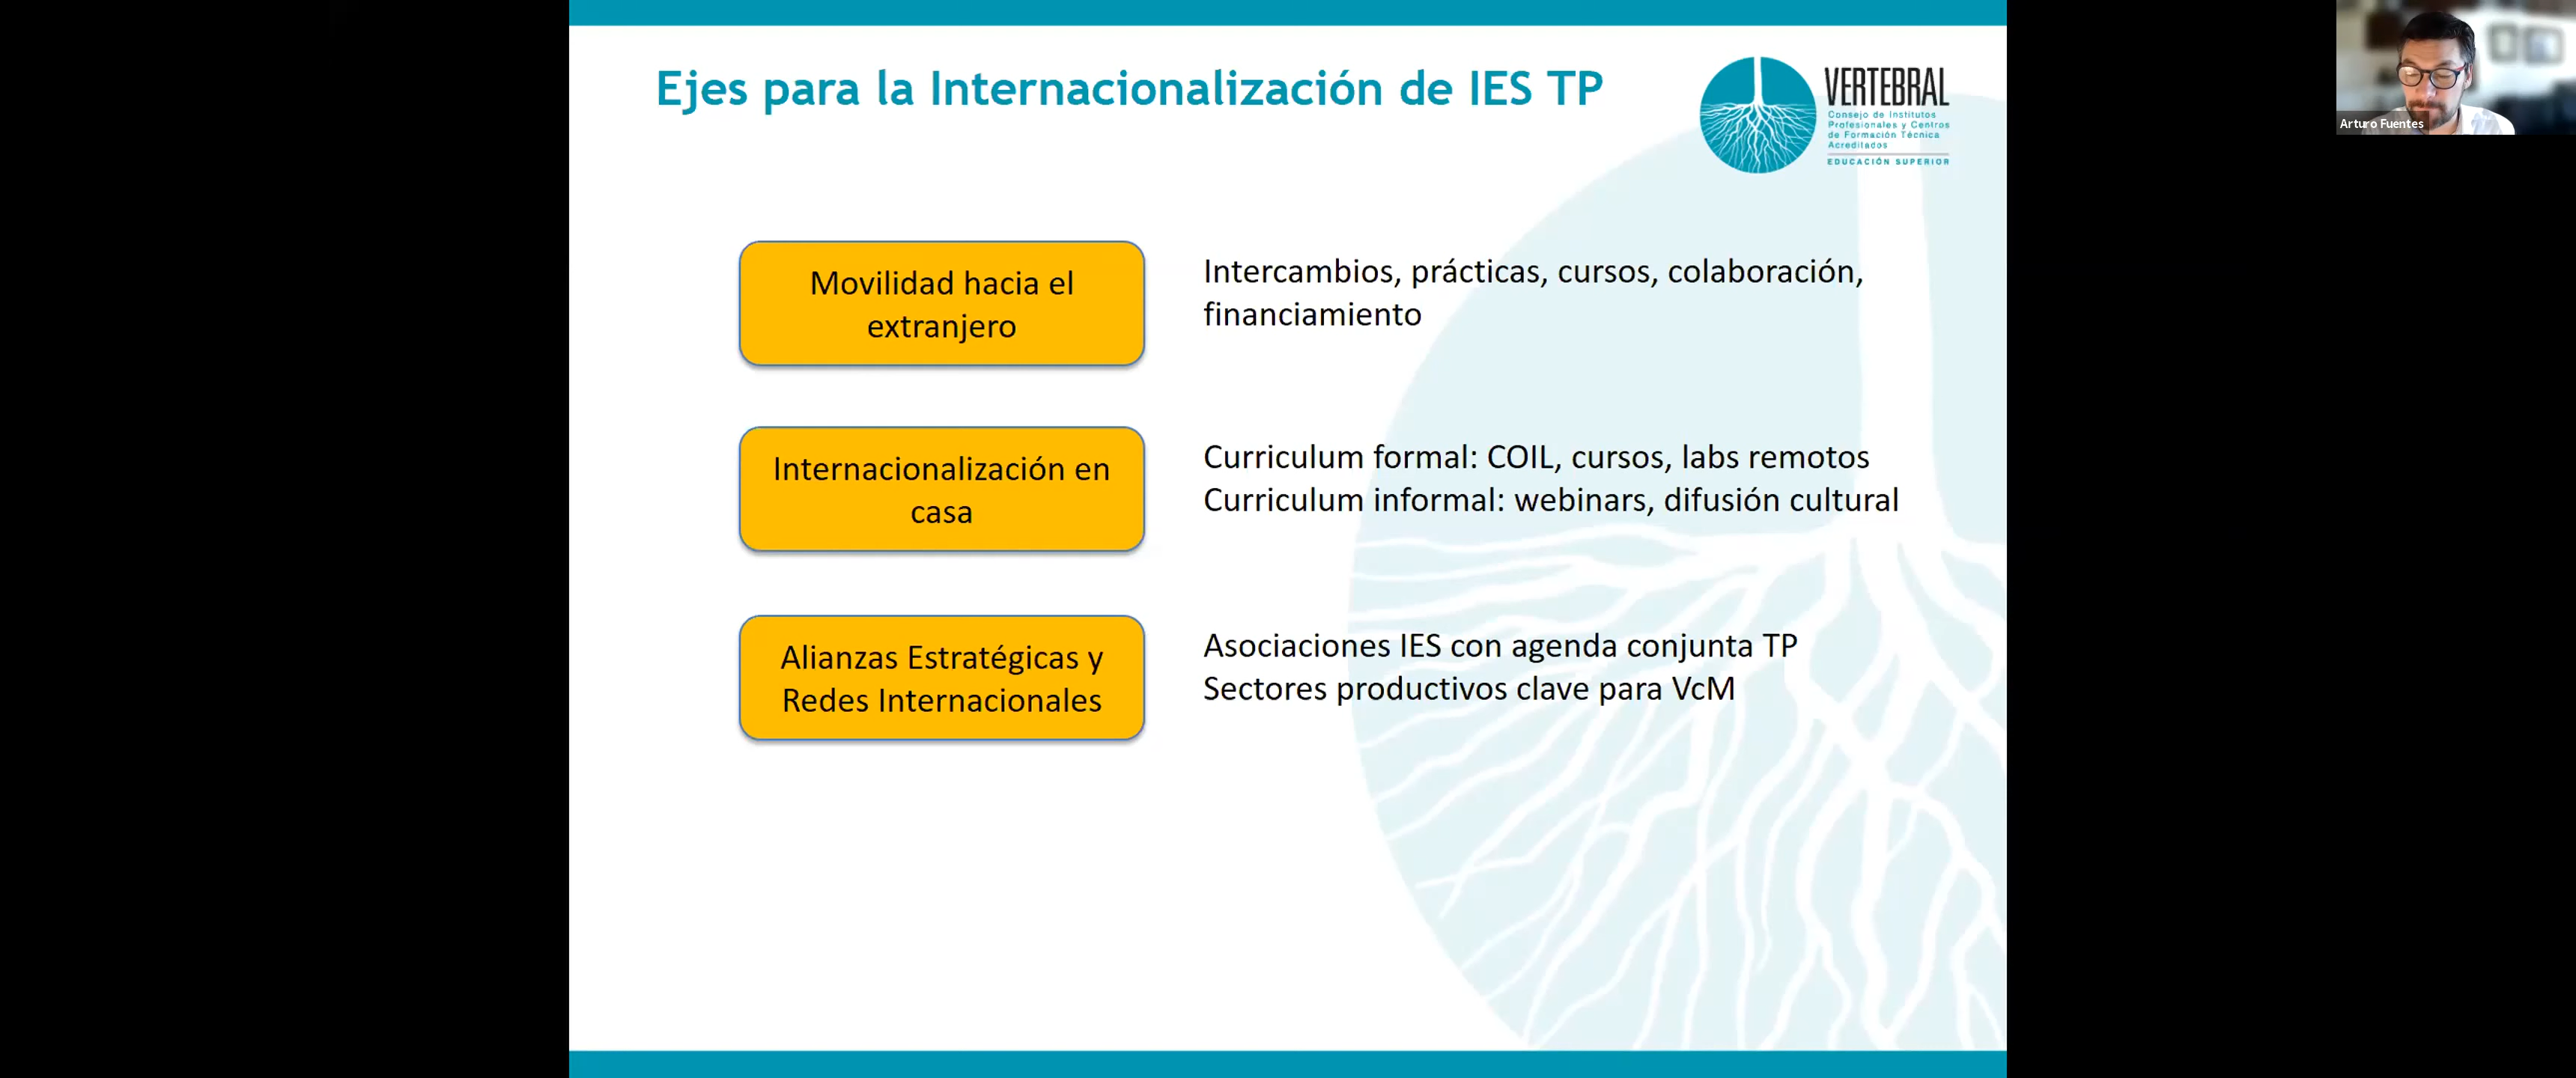 Ejes para la Internacionalización de IES TP
VERTEBRAL
Consejo de Institutos
Profesionales y Centros
de Formación Técnica
Acreditados
EDUCACIÓN SUPERIOR
Arturo Fuentes
Movilidad hacia el
extranjero
Intercambios, prácticas, cursos, colaboración,
financiamiento
Internacionalización en
casa
Curriculum formal: COIL, cursos, labs remotos
Curriculum informal: webinars, difusión cultural
Alianzas Estratégicas y
Redes Internacionales
Asociaciones IES con agenda conjunta TP
Sectores productivos clave para VcM